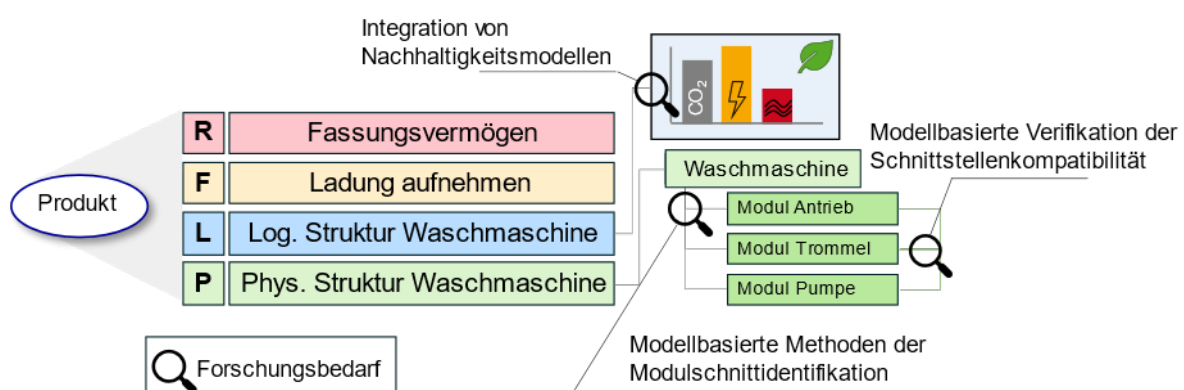 Integration von
Nachhaltigkeitsmodellen
CO₂
R Fassungsvermögen
F Ladung aufnehmen
L Log. Struktur Waschmaschine
P Phys. Struktur Waschmaschine
Produkt
Waschmaschine
Modul Antrieb
Modul Trommel
Modul Pumpe
Modellbasierte Verifikation der
Schnittstellenkompatibilität
Forschungsbedarf
Modellbasierte Methoden der
Modulschnittidentifikation